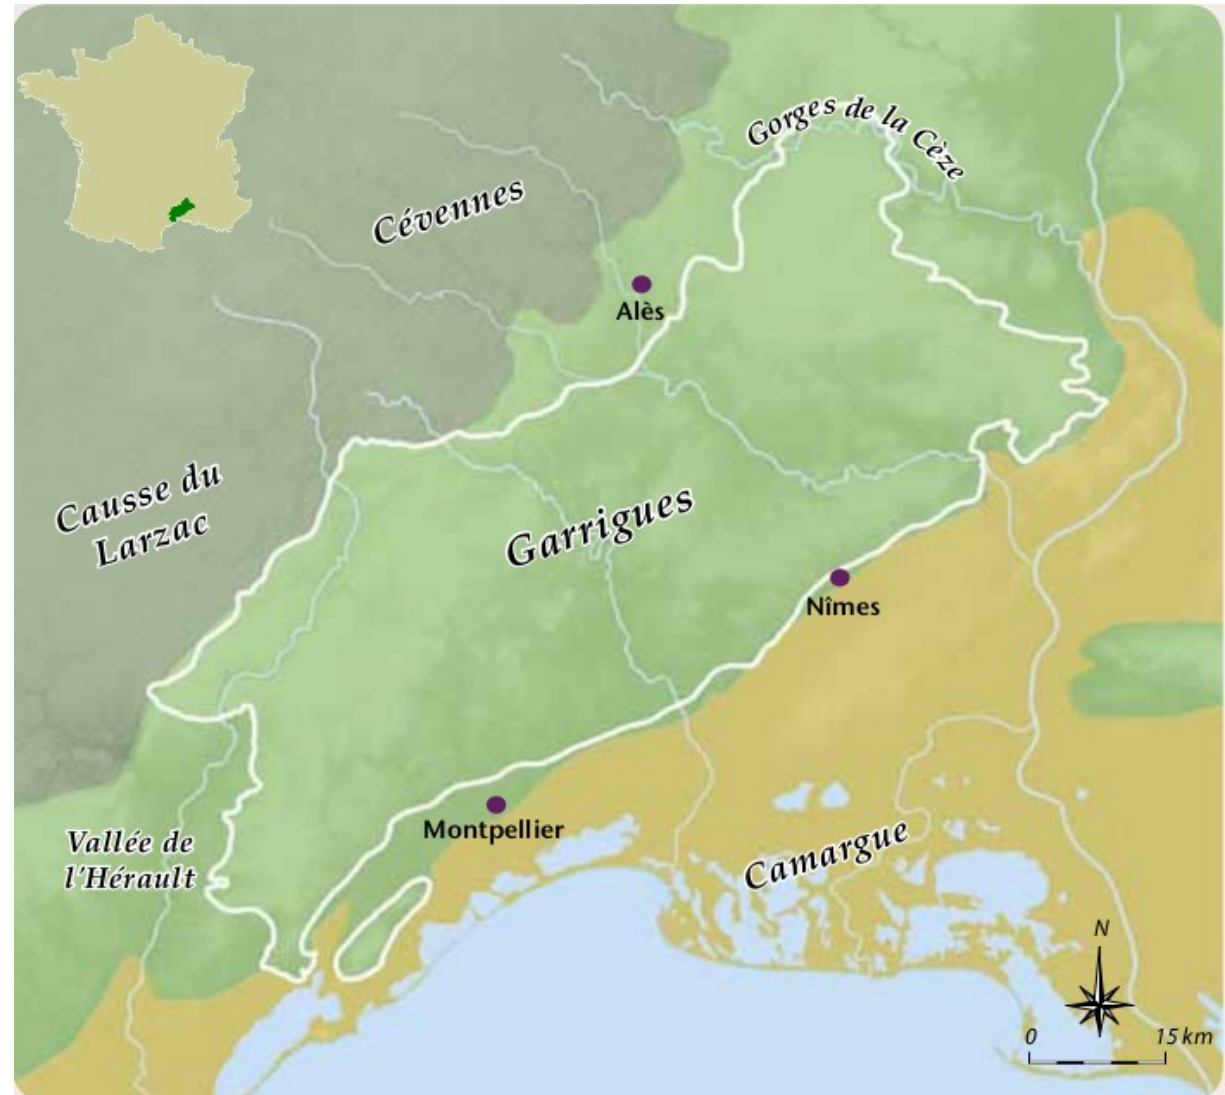 Gorges de la Cèze
Cévennes
Alès
Causse du
Larzac
Garrigues
Nîmes
Montpellier
Vallée de
l'Hérault
Camargue
N
0 15 km